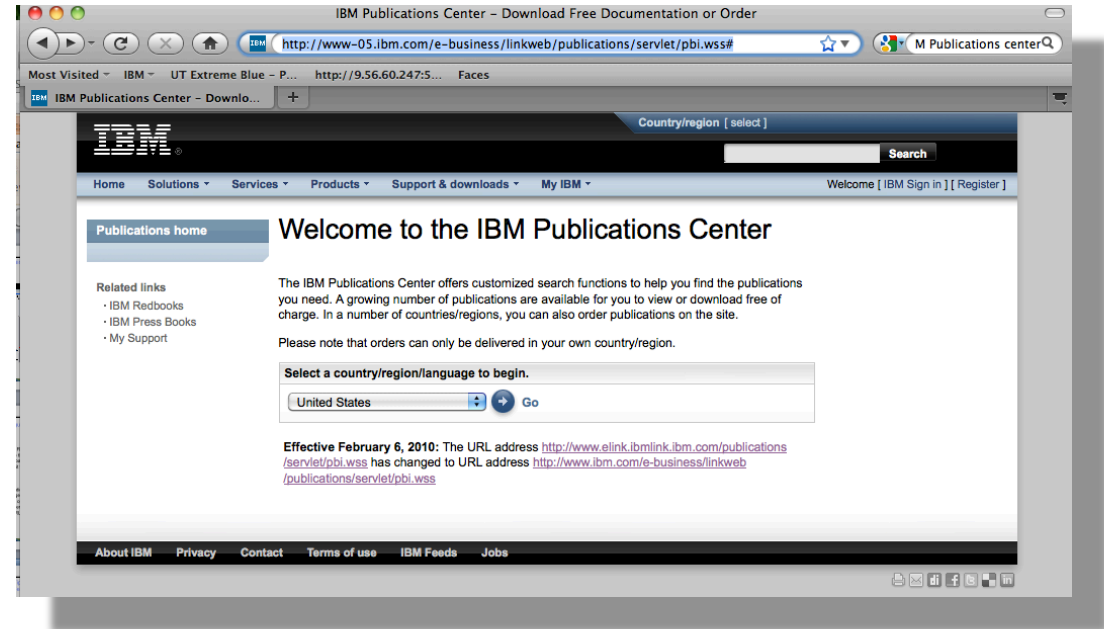 IBM Publications Center – Download Free Documentation or Order
IBM http://www-05.ibm.com/e-business/linkweb/publications/servlet/pbi.wss# M Publications center
Most Visited IBM UT Extreme Blue – P... http://9.56.60.247:5... Faces
IBM IBM Publications Center – Downlo... +
Country/region [ select ]
IBM®
Search
Home Solutions Services Products Support & downloads My IBM Welcome [ IBM Sign in ] [ Register ]
Publications home
Welcome to the IBM Publications Center
Related links
· IBM Redbooks
· IBM Press Books
· My Support
The IBM Publications Center offers customized search functions to help you find the publications
you need. A growing number of publications are available for you to view or download free of
charge. In a number of countries/regions, you can also order publications on the site.
Please note that orders can only be delivered in your own country/region.
Select a country/region/language to begin.
United States Go
Effective February 6, 2010: The URL address http://www.elink.ibmlink.ibm.com/publications
/servlet/pbi.wss has changed to URL address http://www.ibm.com/e-business/linkweb
/publications/servlet/pbi.wss
About IBM Privacy Contact Terms of use IBM Feeds Jobs